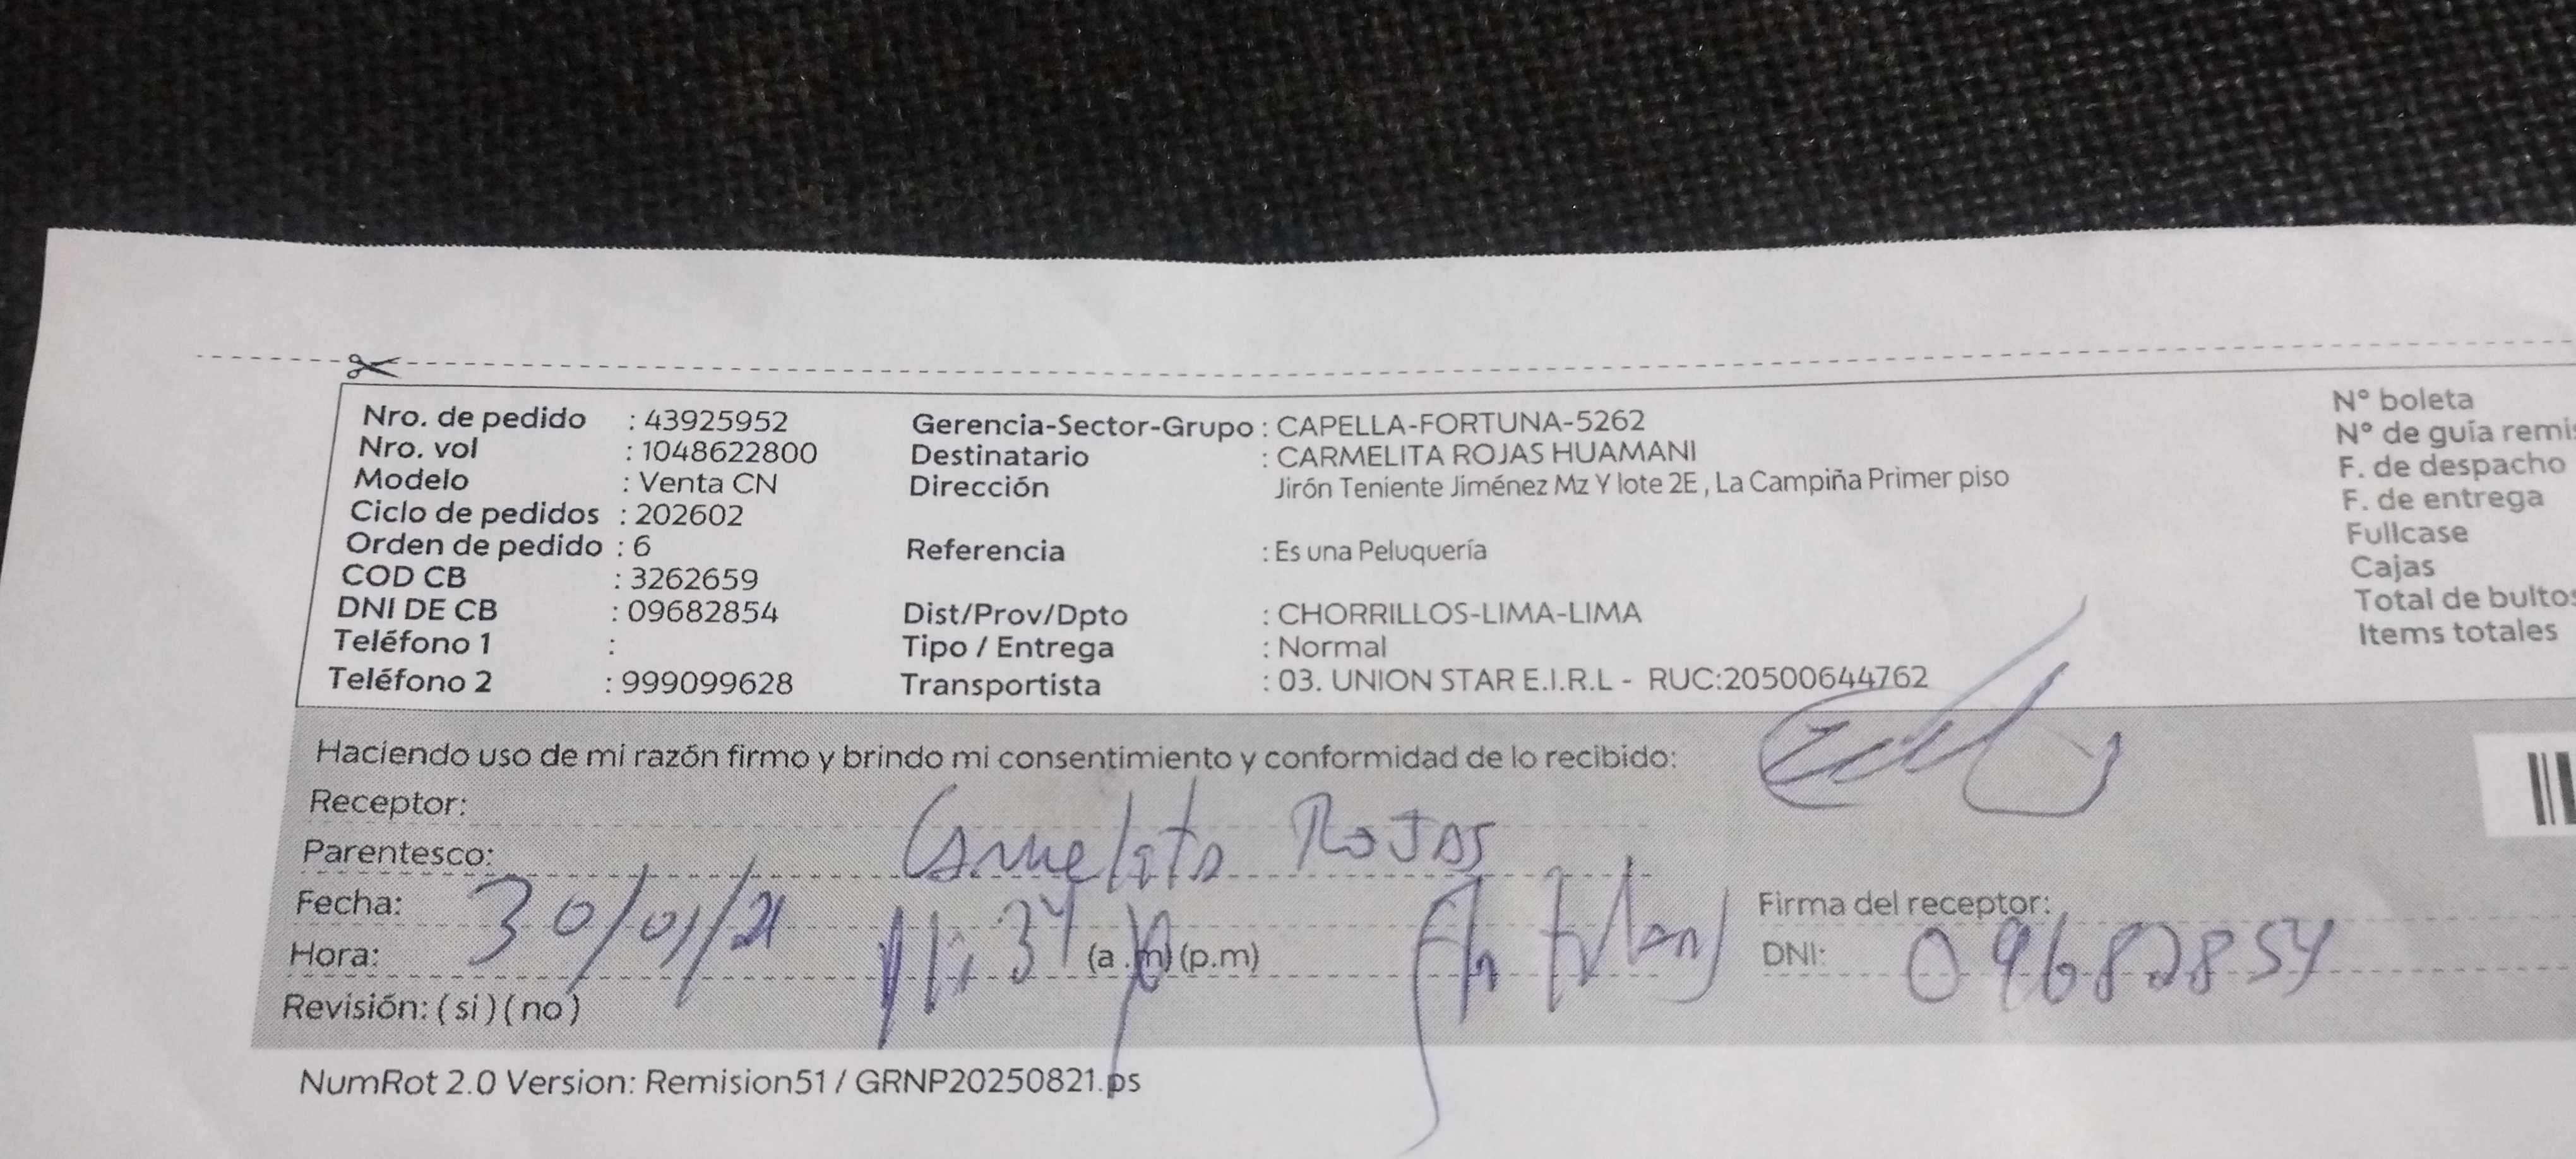 Nro. de pedido : 43925952
Nro. vol : 1048622800
Modelo : Venta CN
Ciclo de pedidos : 202602
Orden de pedido : 6
COD CB : 3262659
DNI DE CB : 09682854
Teléfono 1 :
Teléfono 2 : 999099628
Gerencia-Sector-Grupo : CAPELLA-FORTUNA-5262
Destinatario : CARMELITA ROJAS HUAMANI
Dirección Jirón Teniente Jiménez Mz Y lote 2E , La Campiña Primer piso
Referencia : Es una Peluquería
Dist/Prov/Dpto : CHORRILLOS-LIMA-LIMA
Tipo / Entrega : Normal
Transportista : 03. UNION STAR E.I.R.L - RUC:20500644762
N° boleta
N° de guía remis
F. de despacho
F. de entrega
Fullcase
Cajas
Total de bultos
Items totales
Haciendo uso de mi razón firmo y brindo mi consentimiento y conformidad de lo recibido:
Receptor: Carmelita Rojas
Parentesco:
Fecha: 30/01/
Hora: (a .m) (p.m)
Revisión: ( si ) ( no )
Firma del receptor:
DNI: 09682854
NumRot 2.0 Version: Remision51 / GRNP20250821.ps